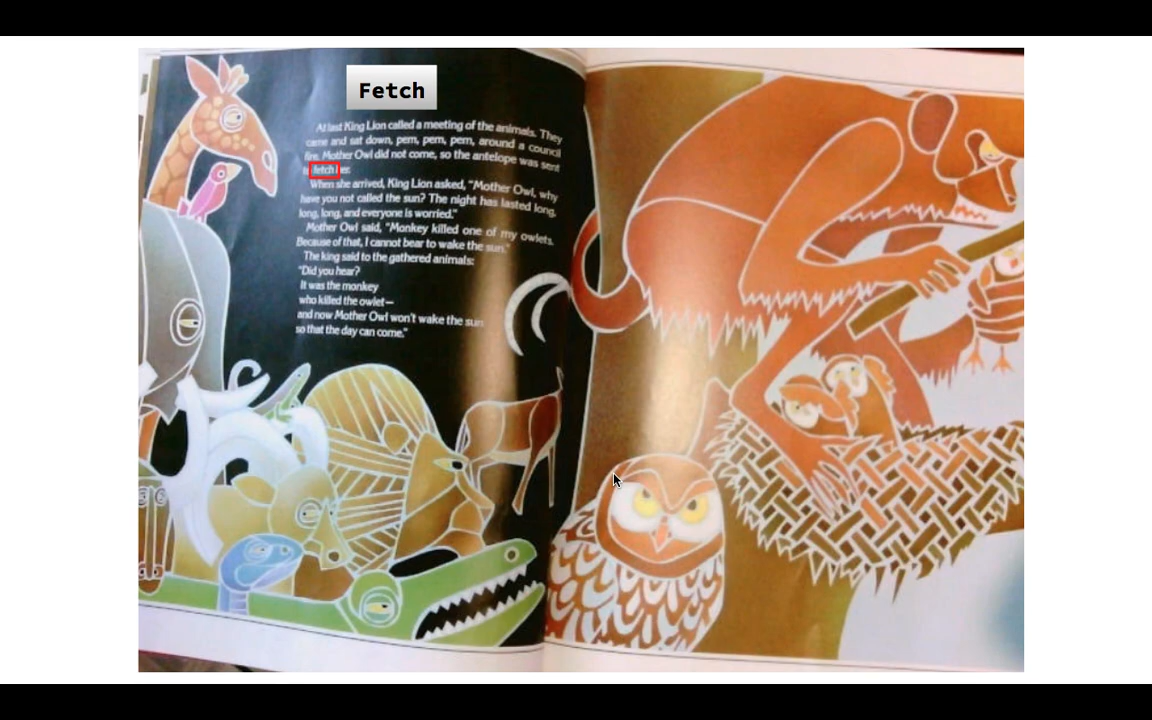 Fetch
At last King Lion called a meeting of the animals. They
came and sat down, pem, pem, pem, around a council
fire. Mother Owl did not come, so the antelope was sent
to fetch her.
When she arrived, King Lion asked, "Mother Owl, why
have you not called the sun? The night has lasted long,
long, long, and everyone is worried."
Mother Owl said, "Monkey killed one of my owlets.
Because of that, I cannot bear to wake the sun."
The king said to the gathered animals:
"Did you hear?
It was the monkey
who killed the owlet—
and now Mother Owl won't wake the sun
so that the day can come."